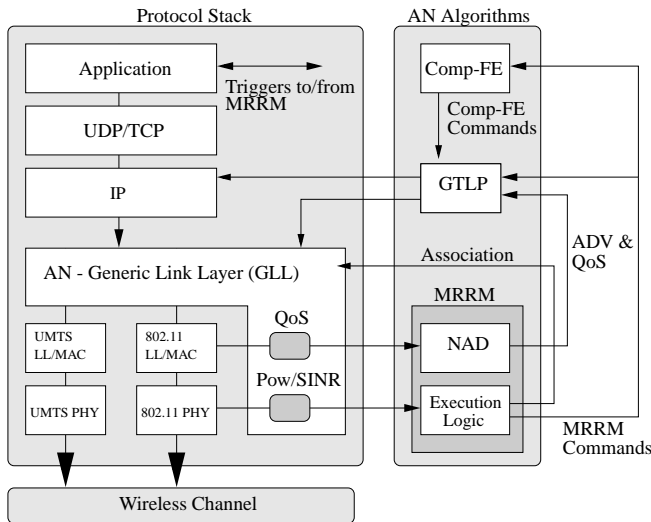 Protocol Stack
AN Algorithms
Application
Triggers to/from
MRRM
Comp-FE
Comp-FE
Commands
UDP/TCP
IP
GTLP
ADV &
QoS
AN - Generic Link Layer (GLL)
Association
MRRM
UMTS
LL/MAC
802.11
LL/MAC
QoS
NAD
UMTS PHY
802.11 PHY
Pow/SINR
Execution
Logic
MRRM
Commands
Wireless Channel